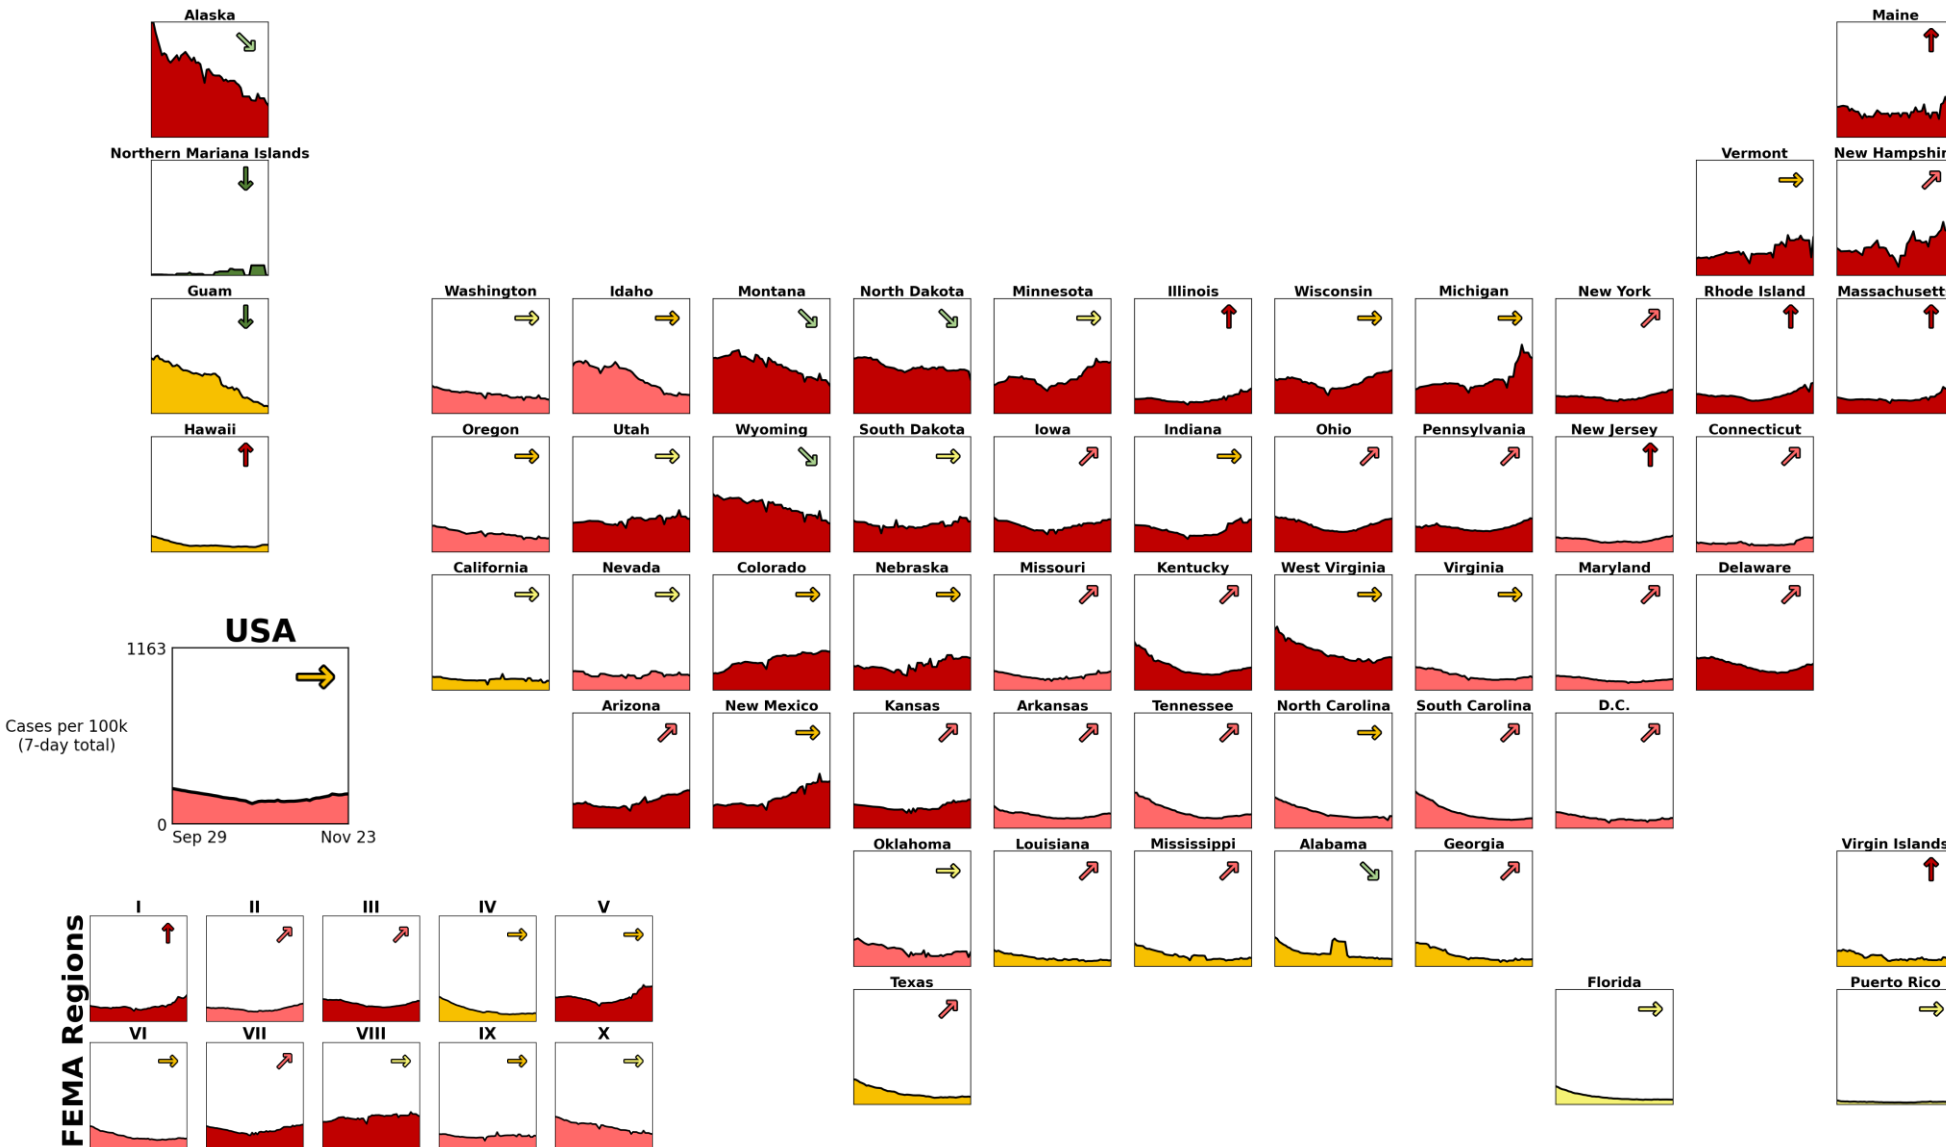 Alaska
Maine
Northern Mariana Islands
Vermont
New Hampshir
Guam
Washington
Idaho
Montana
North Dakota
Minnesota
Illinois
Wisconsin
Michigan
New York
Rhode Island
Massachusett
Hawaii
Oregon
Utah
Wyoming
South Dakota
Iowa
Indiana
Ohio
Pennsylvania
New Jersey
Connecticut
California
Nevada
Colorado
Nebraska
Missouri
Kentucky
West Virginia
Virginia
Maryland
Delaware
USA
1163
Cases per 100k
(7-day total)
0
Sep 29
Nov 23
Arizona
New Mexico
Kansas
Arkansas
Tennessee
North Carolina
South Carolina
D.C.
Oklahoma
Louisiana
Mississippi
Alabama
Georgia
Virgin Islands
Texas
Florida
Puerto Rico
FEMA Regions
I
II
III
IV
V
VI
VII
VIII
IX
X